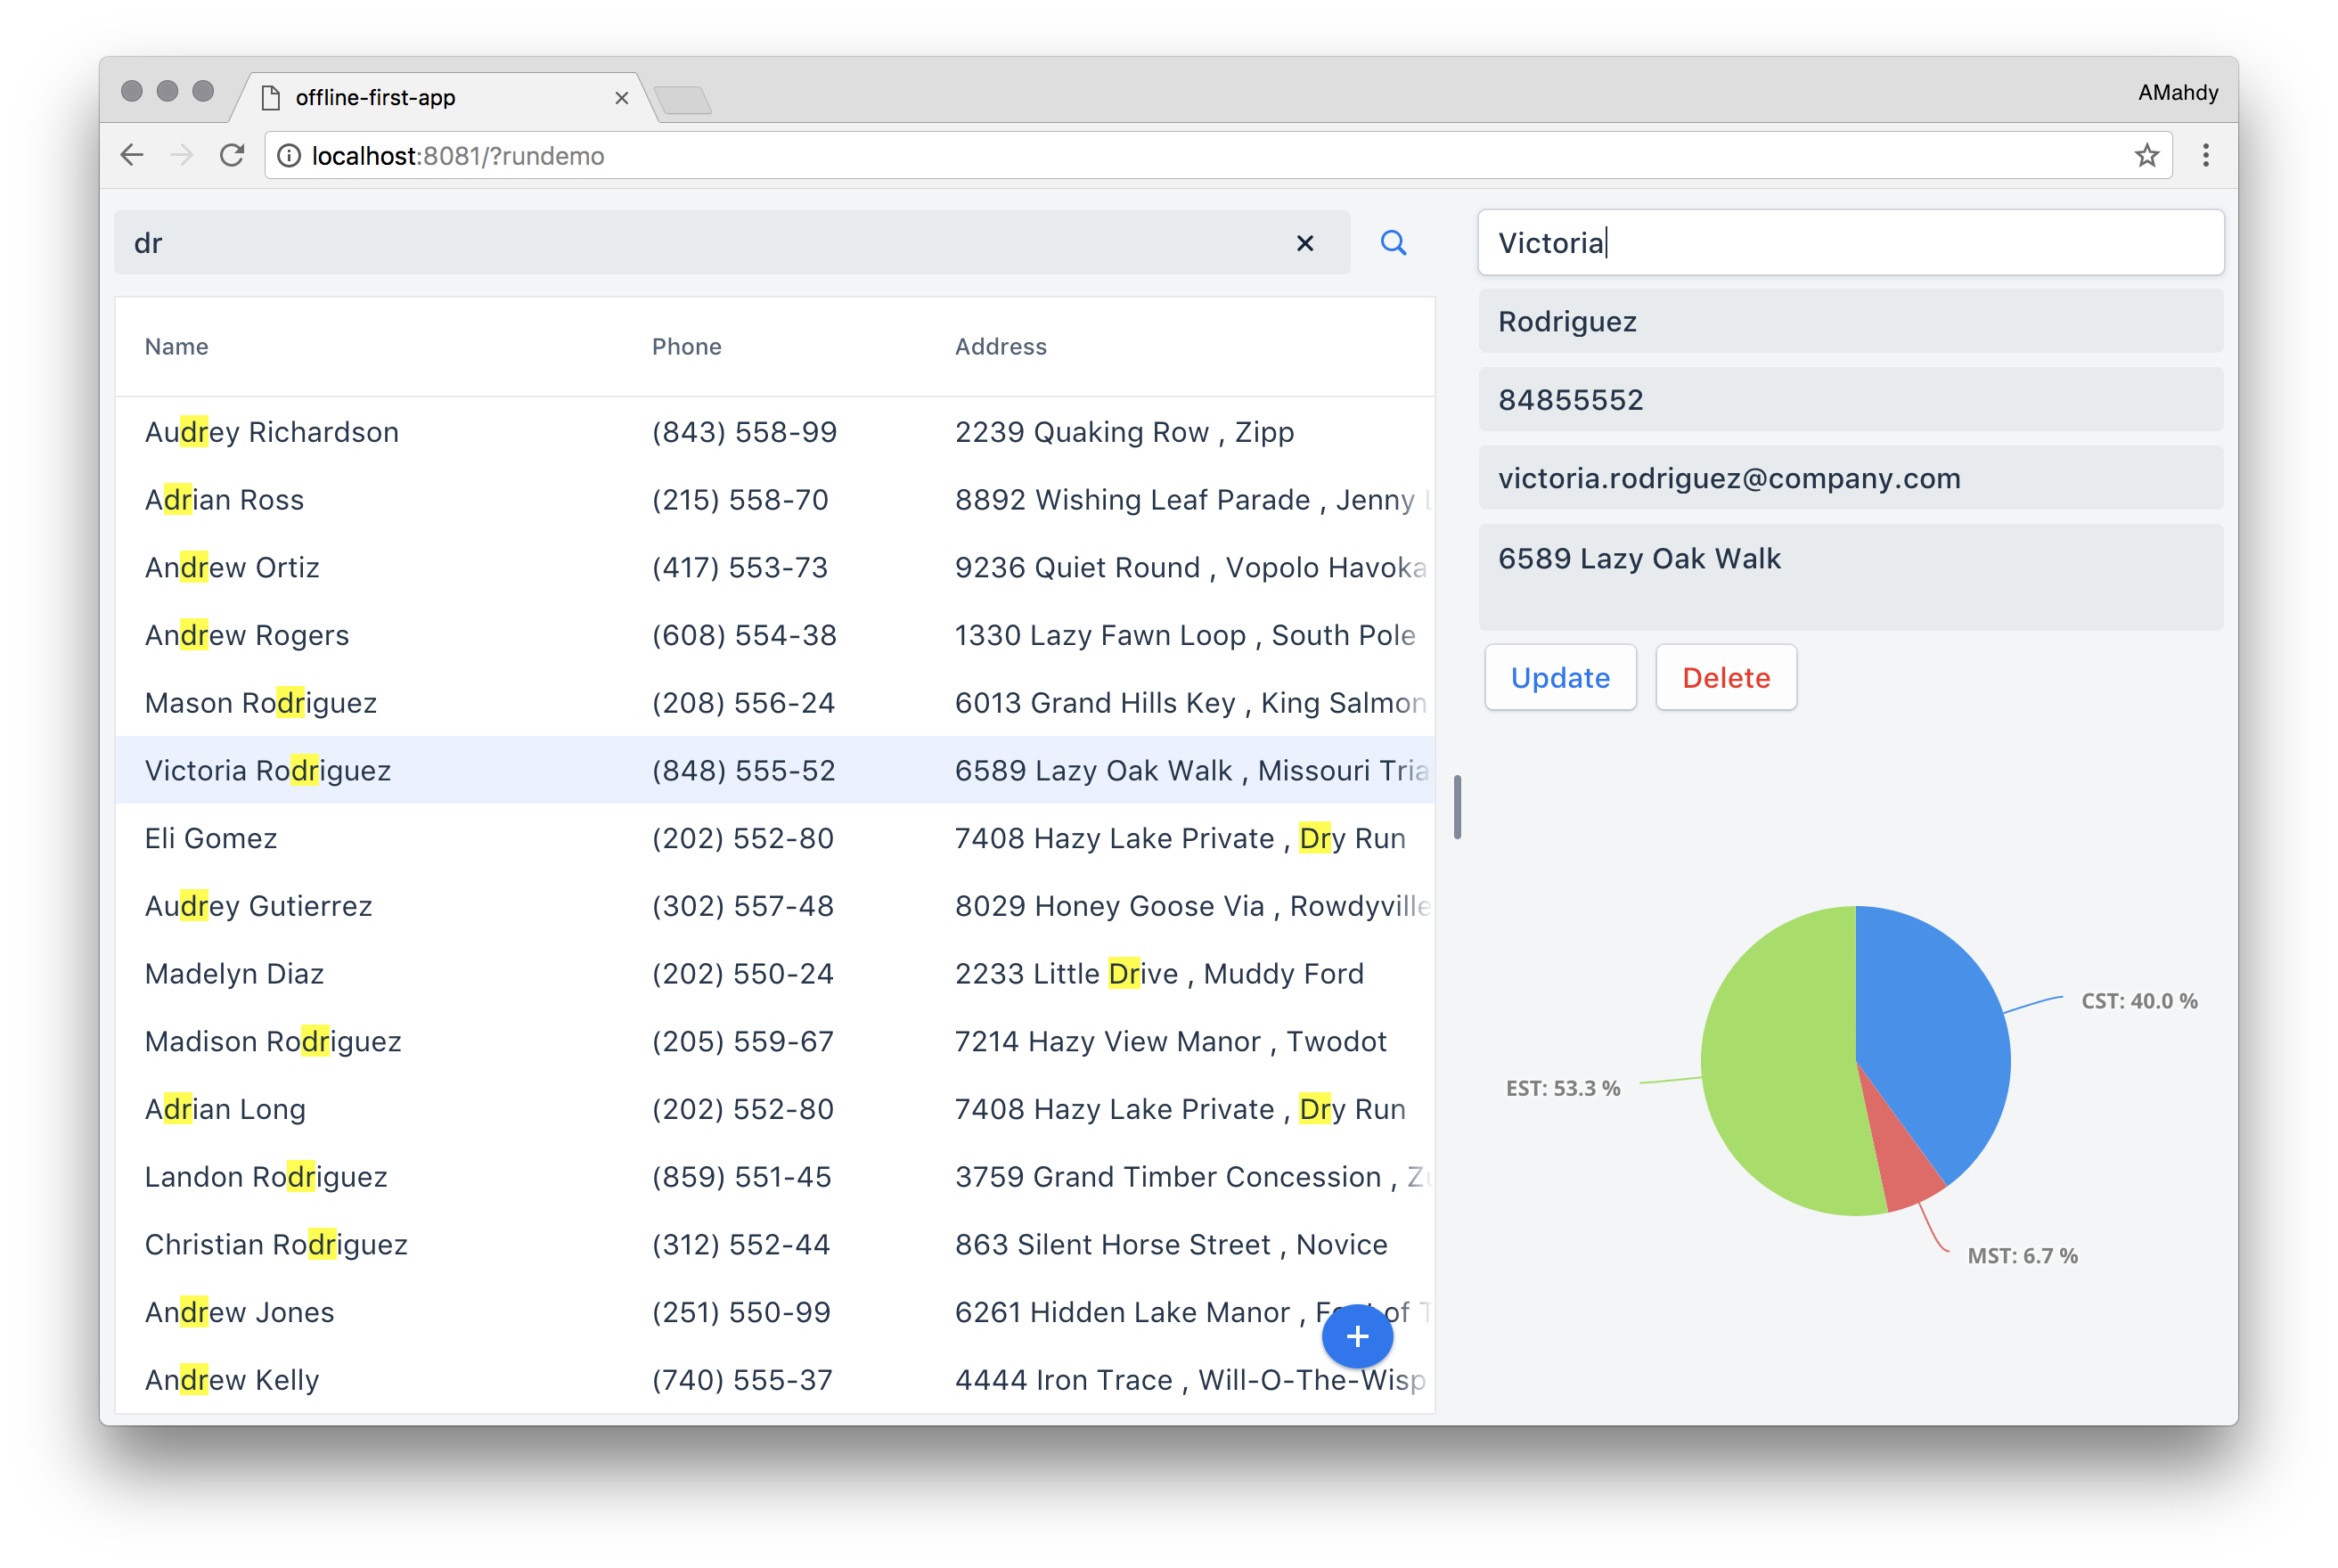 offline-first-app
AMahdy
localhost:8081/?rundemo
dr
Name Phone Address
Audrey Richardson (843) 558-99 2239 Quaking Row , Zipp
Adrian Ross (215) 558-70 8892 Wishing Leaf Parade , Jenny
Andrew Ortiz (417) 553-73 9236 Quiet Round , Vopolo Havoka
Andrew Rogers (608) 554-38 1330 Lazy Fawn Loop , South Pole
Mason Rodriguez (208) 556-24 6013 Grand Hills Key , King Salmon
Victoria Rodriguez (848) 555-52 6589 Lazy Oak Walk , Missouri Tria
Eli Gomez (202) 552-80 7408 Hazy Lake Private , Dry Run
Audrey Gutierrez (302) 557-48 8029 Honey Goose Via , Rowdyville
Madelyn Diaz (202) 550-24 2233 Little Drive , Muddy Ford
Madison Rodriguez (205) 559-67 7214 Hazy View Manor , Twodot
Adrian Long (202) 552-80 7408 Hazy Lake Private , Dry Run
Landon Rodriguez (859) 551-45 3759 Grand Timber Concession ,
Christian Rodriguez (312) 552-44 863 Silent Horse Street , Novice
Andrew Jones (251) 550-99 6261 Hidden Lake Manor , of
Andrew Kelly (740) 555-37 4444 Iron Trace , Will-O-The-Wisp
+
Victoria
Rodriguez
84855552
victoria.rodriguez@company.com
6589 Lazy Oak Walk
Update Delete
CST: 40.0 %
EST: 53.3 %
MST: 6.7 %